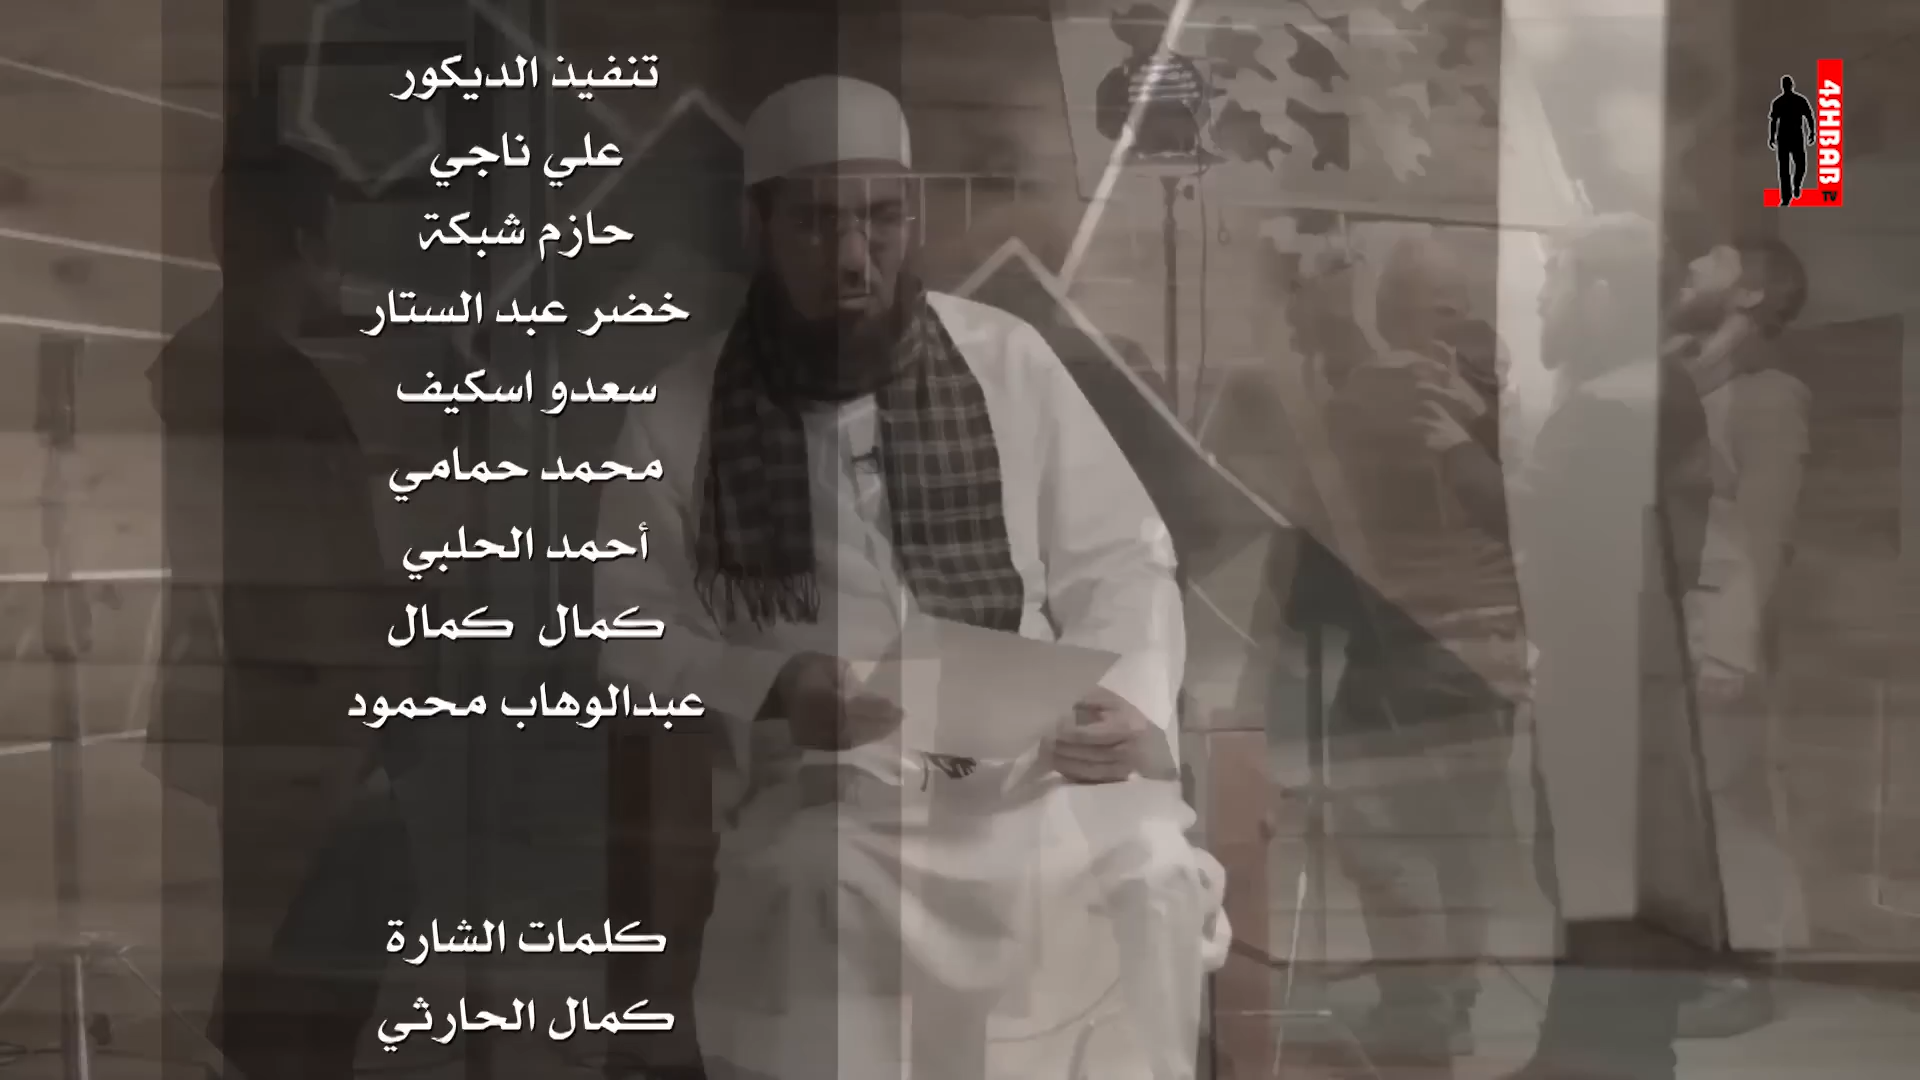 تنفيذ الديكور
علي ناجي
حازم شبكة
خضر عبد الستار
سعدو اسكيف
محمد حمامي
أحمد الحلبي
كمال كمال
عبدالوهاب محمود
كلمات الشارة
كمال الحارثي
4SHBAB
TV